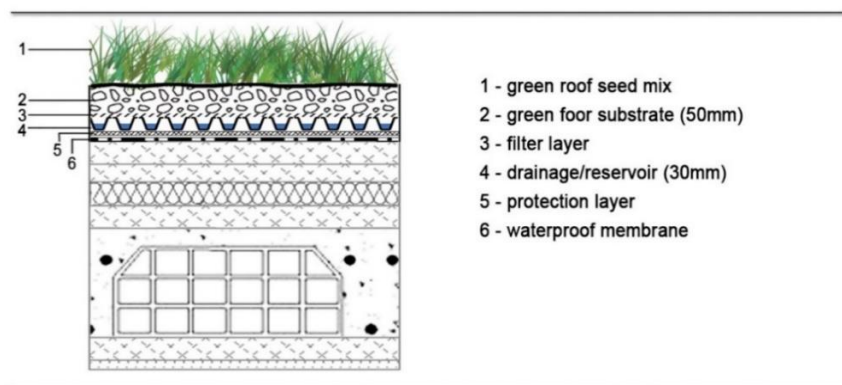 1
2
3
4
5
6
1 - green roof seed mix
2 - green foor substrate (50mm)
3 - filter layer
4 - drainage/reservoir (30mm)
5 - protection layer
6 - waterproof membrane